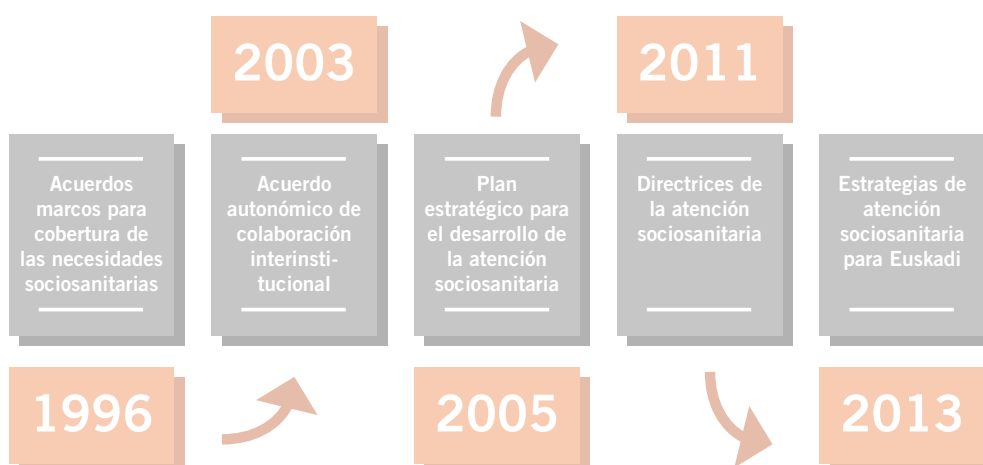 2003
2011
Acuerdos
marcos para
cobertura de
las necesidades
sociosanitarias
Acuerdo
autonómico de
colaboración
interinsti-
tucional
Plan
estratégico para
el desarrollo de
la atención
sociosanitaria
Directrices de
la atención
sociosanitaria
Estrategias de
atención
sociosanitaria
para Euskadi
1996
2005
2013